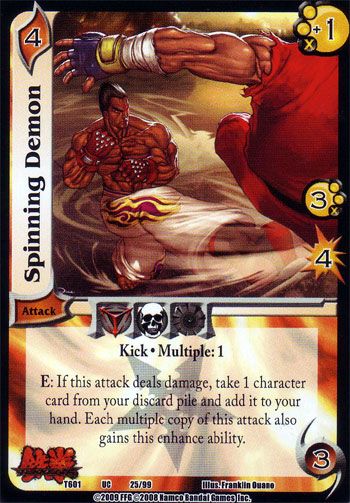 4
+1
X
Spinning Demon
3
X
4
Attack
Kick • Multiple: 1
E: If this attack deals damage, take 1 character
card from your discard pile and add it to your
hand. Each multiple copy of this attack also
gains this enhance ability.
鉄拳
3
T601 UC 25/99 Illus. Franklin Ouano
©2009 FFG ©2008 Namco Bandai Games Inc.